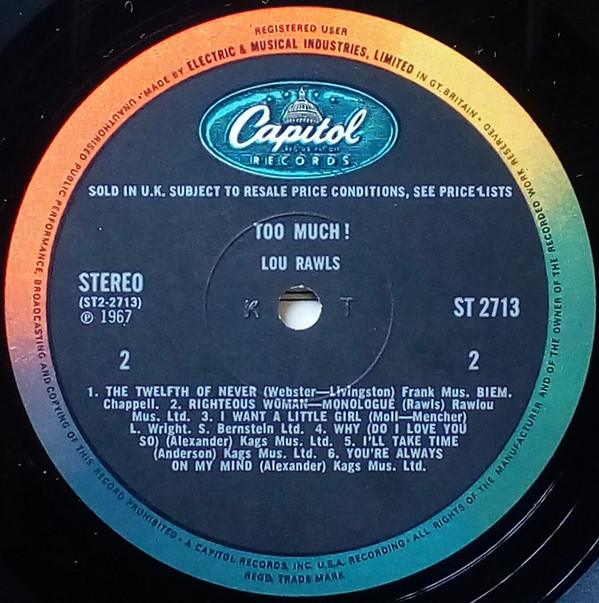 REGISTERED USER
UNAUTHORISED PUBLIC PERFORMANCE, BROADCASTING AND COPYING OF THIS RECORD PROHIBITED · A CAPITOL RECORDS, INC. U.S.A. RECORDING · ALL RIGHTS OF THE MANUFACTURER AND OF THE OWNER OF THE RECORDED WORK RESERVED
· MADE BY ELECTRIC & MUSICAL INDUSTRIES, LIMITED IN GT. BRITAIN ·
Capitol
REG. U.S. PAT. OFF.
RECORDS
SOLD IN U.K. SUBJECT TO RESALE PRICE CONDITIONS, SEE PRICE LISTS
TOO MUCH!
LOU RAWLS
STEREO
(ST2-2713)
℗ 1967
K T
ST 2713
2 2
1. THE TWELFTH OF NEVER (Webster—Livingston) Frank Mus. BIEM.
Chappell. 2. RIGHTEOUS WOMAN—MONOLOGUE (Rawls) Rawlou
Mus. Ltd. 3. I WANT A LITTLE GIRL (Moll—Mencher)
L. Wright. S. Bernstein Ltd. 4. WHY (DO I LOVE YOU
SO) (Alexander) Kags Mus. Ltd. 5. I'LL TAKE TIME
(Anderson) Kags Mus. Ltd. 6. YOU'RE ALWAYS
ON MY MIND (Alexander) Kags Mus. Ltd.
REGD. TRADE MARK